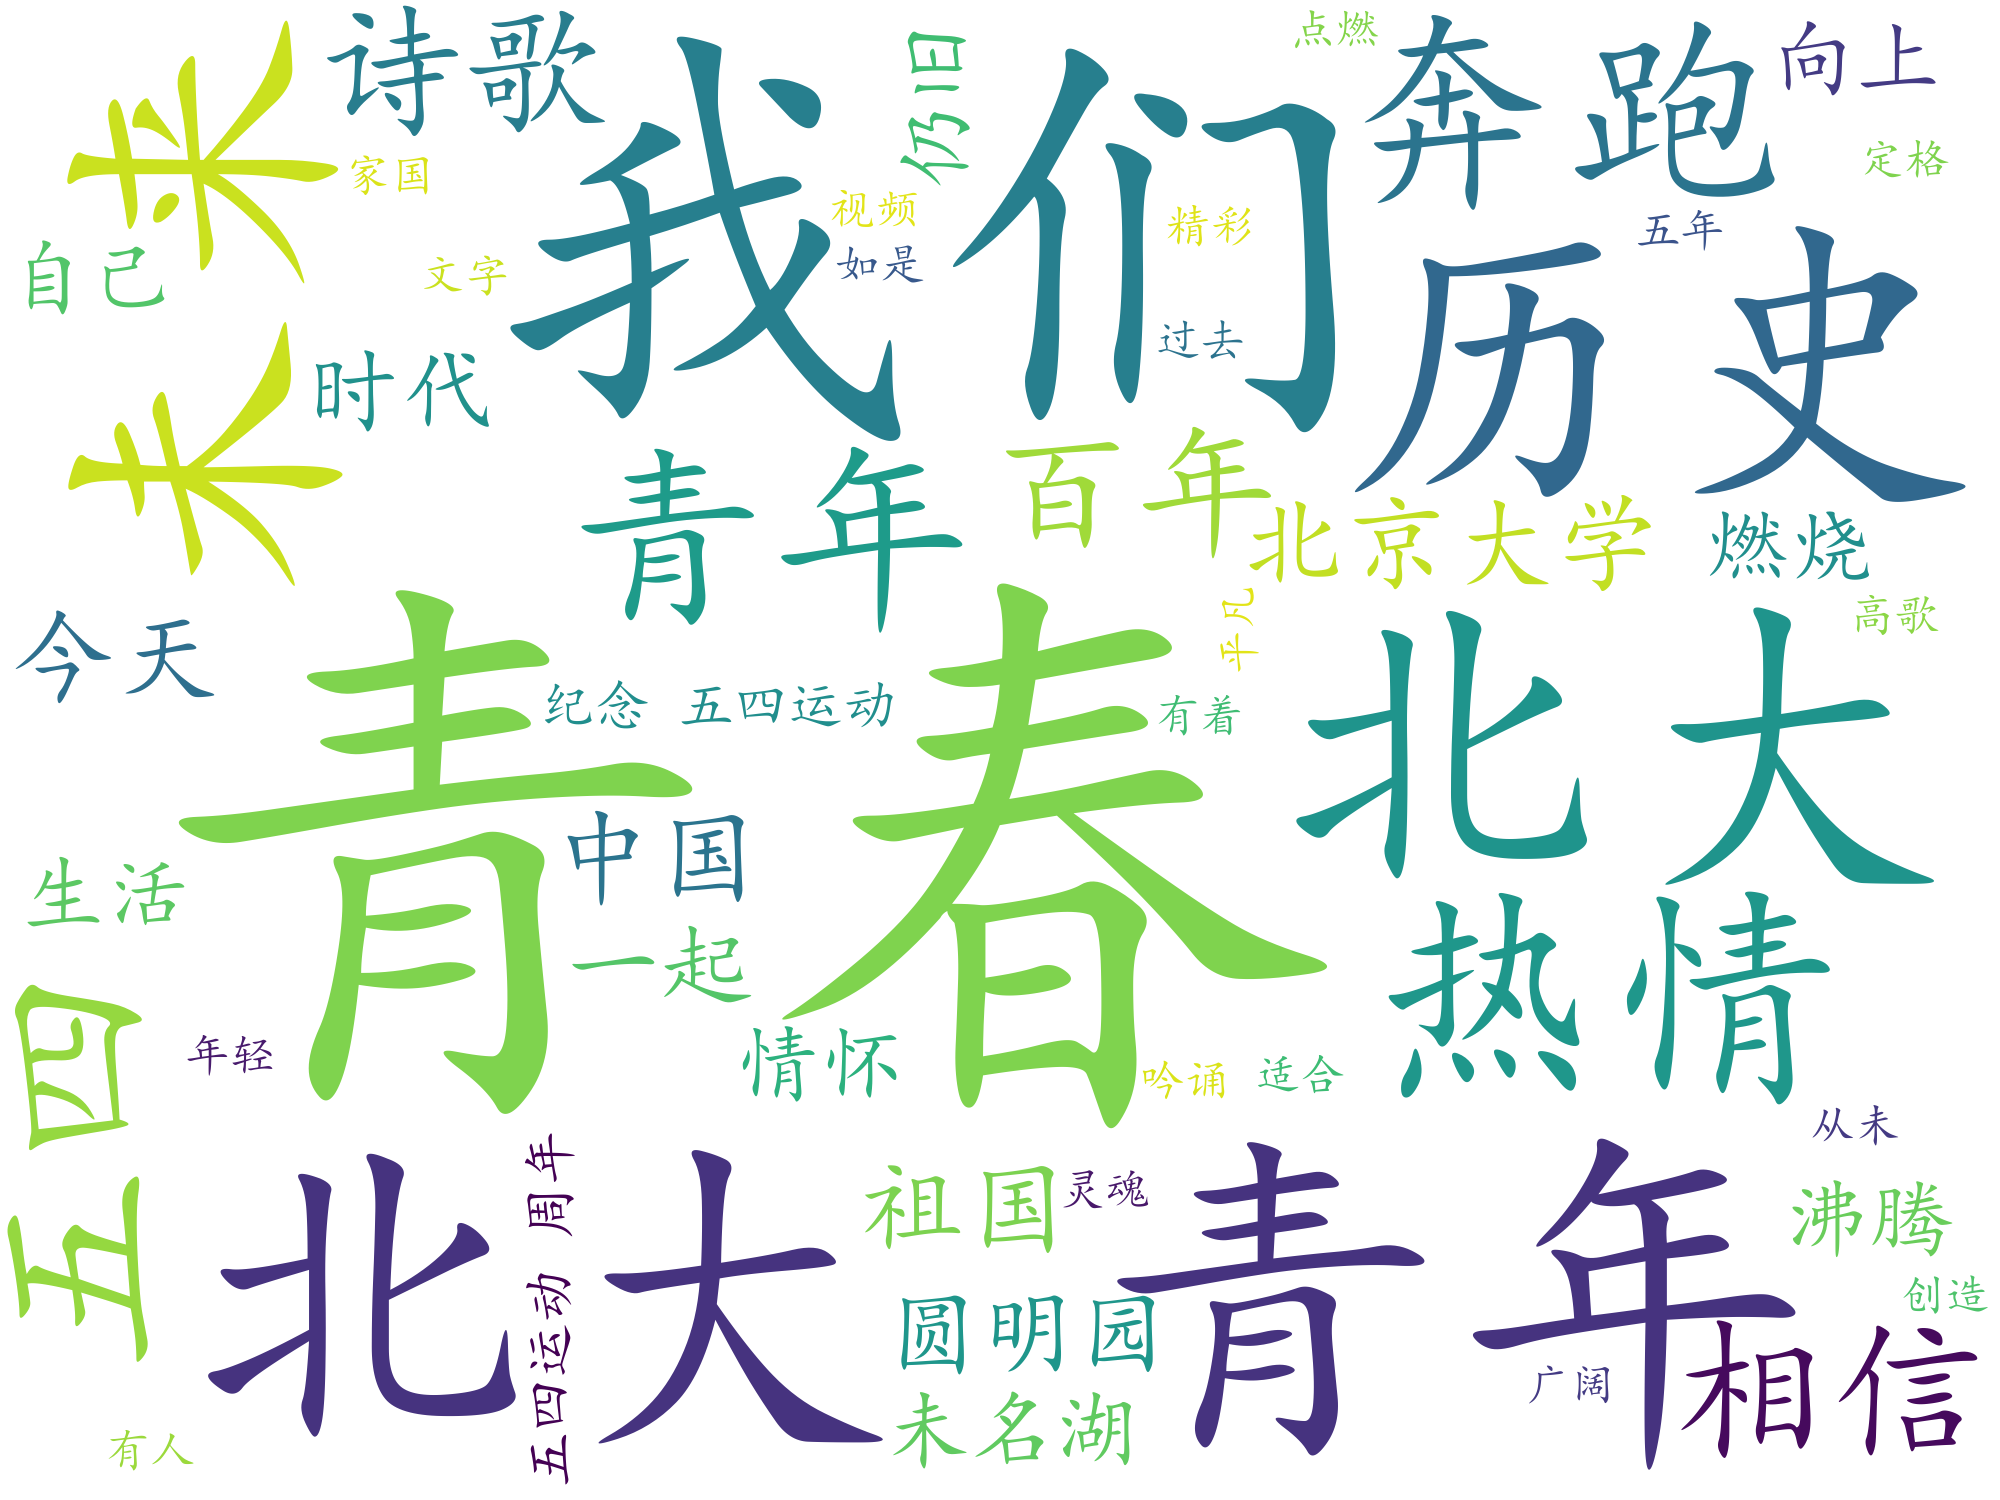 诗歌
我们
仍旧
点燃
奔跑
向上
未来
家国
视频
精彩
定格
五年
自己
文字
如是
历史
过去
时代
青年
百年
北京大学
燃烧
今天
青春
平凡
高歌
北大
纪念 五四运动
有着
中国
生活
一起
热情
五四
年轻
情怀
吟诵
适合
从未
北大
五四运动 周年
祖国
灵魂
青年
沸腾
圆明园
创造
未名湖
广阔
相信
有人